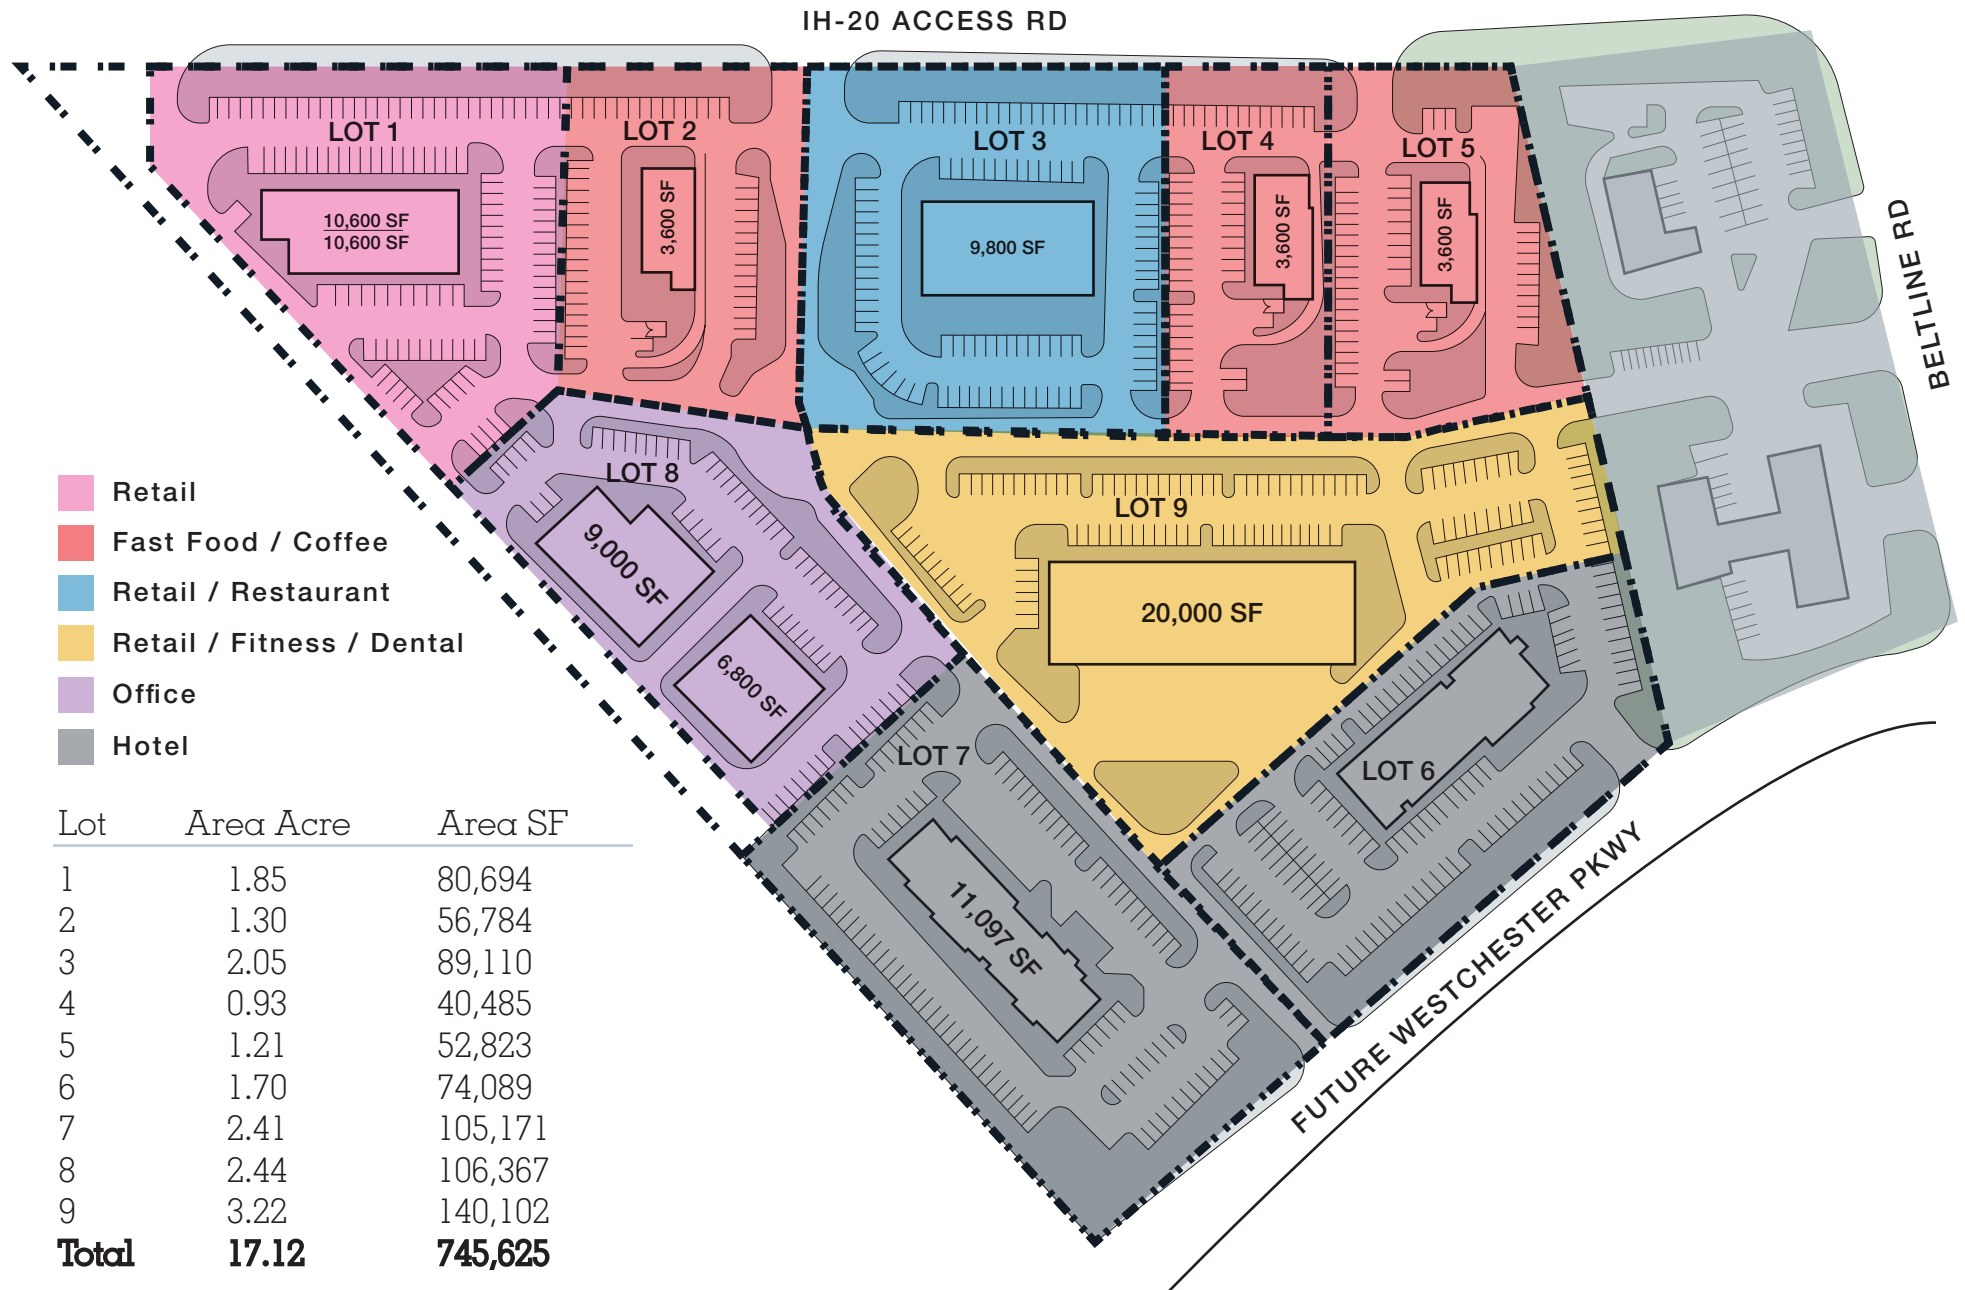 IH-20 ACCESS RD
LOT 1
LOT 2
LOT 3
LOT 4
LOT 5
10,600 SF
10,600 SF
3,600 SF
9,800 SF
3,600 SF
3,600 SF
BELTLINE RD
LOT 8
LOT 9
9,000 SF
20,000 SF
6,800 SF
LOT 7
LOT 6
11,097 SF
FUTURE WESTCHESTER PKWY
Retail
Fast Food / Coffee
Retail / Restaurant
Retail / Fitness / Dental
Office
Hotel
Lot Area Acre Area SF
1 1.85 80,694
2 1.30 56,784
3 2.05 89,110
4 0.93 40,485
5 1.21 52,823
6 1.70 74,089
7 2.41 105,171
8 2.44 106,367
9 3.22 140,102
Total 17.12 745,625